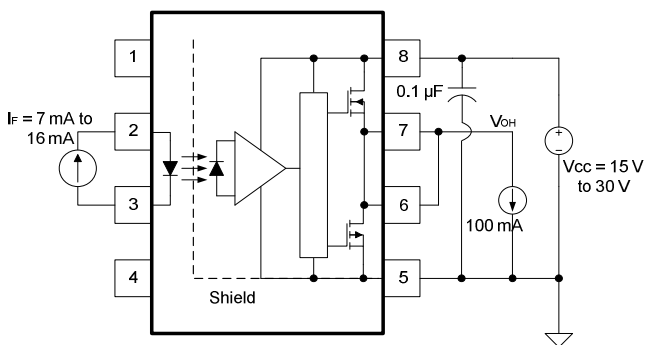 1
8
IF = 7 mA to
16 mA
2
0.1 µF
7
VOH
VCC = 15 V
to 30 V
3
6
100 mA
4
5
Shield